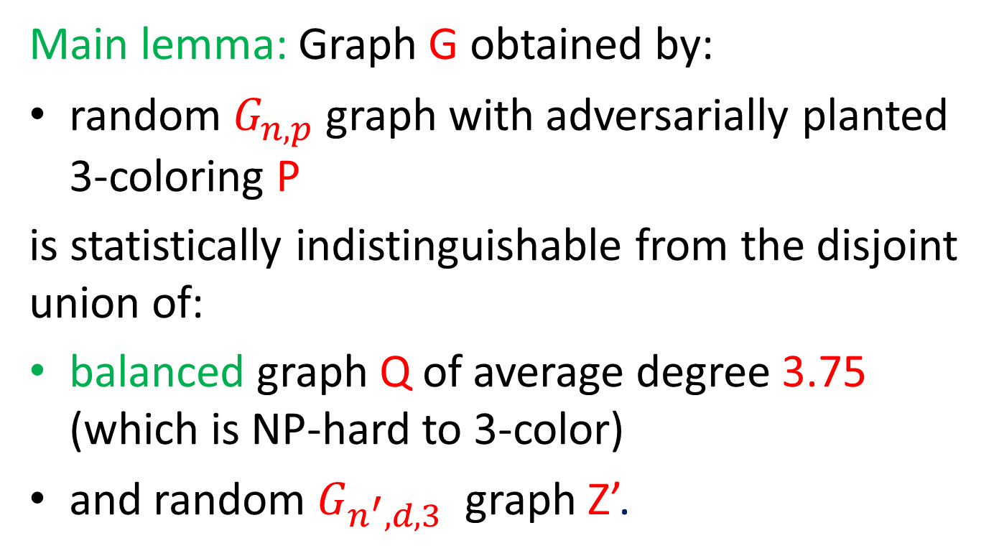 Main lemma: Graph G obtained by:
• random $G_{n,p}$ graph with adversarially planted
3-coloring P
is statistically indistinguishable from the disjoint
union of:
• balanced graph Q of average degree 3.75
(which is NP-hard to 3-color)
• and random $G_{n',d,3}$ graph Z’.